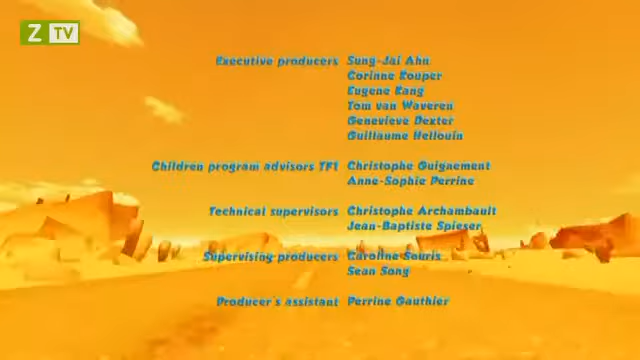 Z TV
Executive producers Sung-Jai Ahn
Corinne Kouper
Eugene Kang
Tom van Waveren
Genevieve Dexter
Guillaume Hellouin
Children program advisors TF1 Christophe Guignement
Anne-Sophie Perrine
Technical supervisors Christophe Archambault
Jean-Baptiste Spieser
Supervising producers Caroline Souris
Sean Song
Producer's assistant Perrine Gauthier